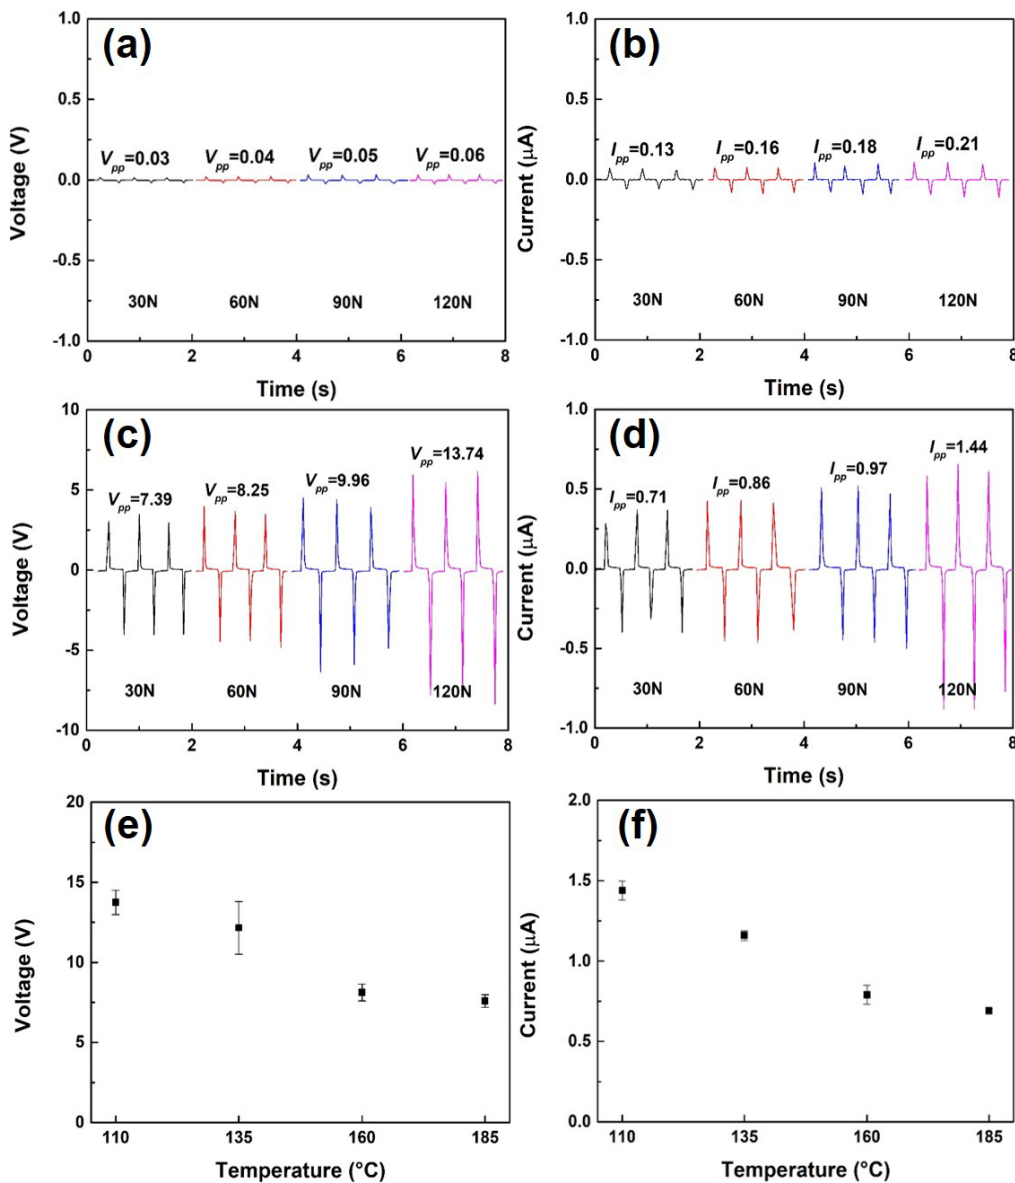 (a)
1.0
0.5
0.0
-0.5
-1.0
Voltage (V)
Vpp=0.03
Vpp=0.04
Vpp=0.05
Vpp=0.06
30N
60N
90N
120N
0
2
4
6
8
Time (s)
(b)
1.0
0.5
0.0
-0.5
-1.0
Current (μA)
Ipp=0.13
Ipp=0.16
Ipp=0.18
Ipp=0.21
30N
60N
90N
120N
0
2
4
6
8
Time (s)
(c)
10
5
0
-5
-10
Voltage (V)
Vpp=7.39
Vpp=8.25
Vpp=9.96
Vpp=13.74
30N
60N
90N
120N
0
2
4
6
8
Time (s)
(d)
1.0
0.5
0.0
-0.5
-1.0
Current (μA)
Ipp=0.71
Ipp=0.86
Ipp=0.97
Ipp=1.44
30N
60N
90N
120N
0
2
4
6
8
Time (s)
(e)
20
15
10
5
0
Voltage (V)
110
135
160
185
Temperature (°C)
(f)
2.0
1.5
1.0
0.5
0.0
Current (μA)
110
135
160
185
Temperature (°C)